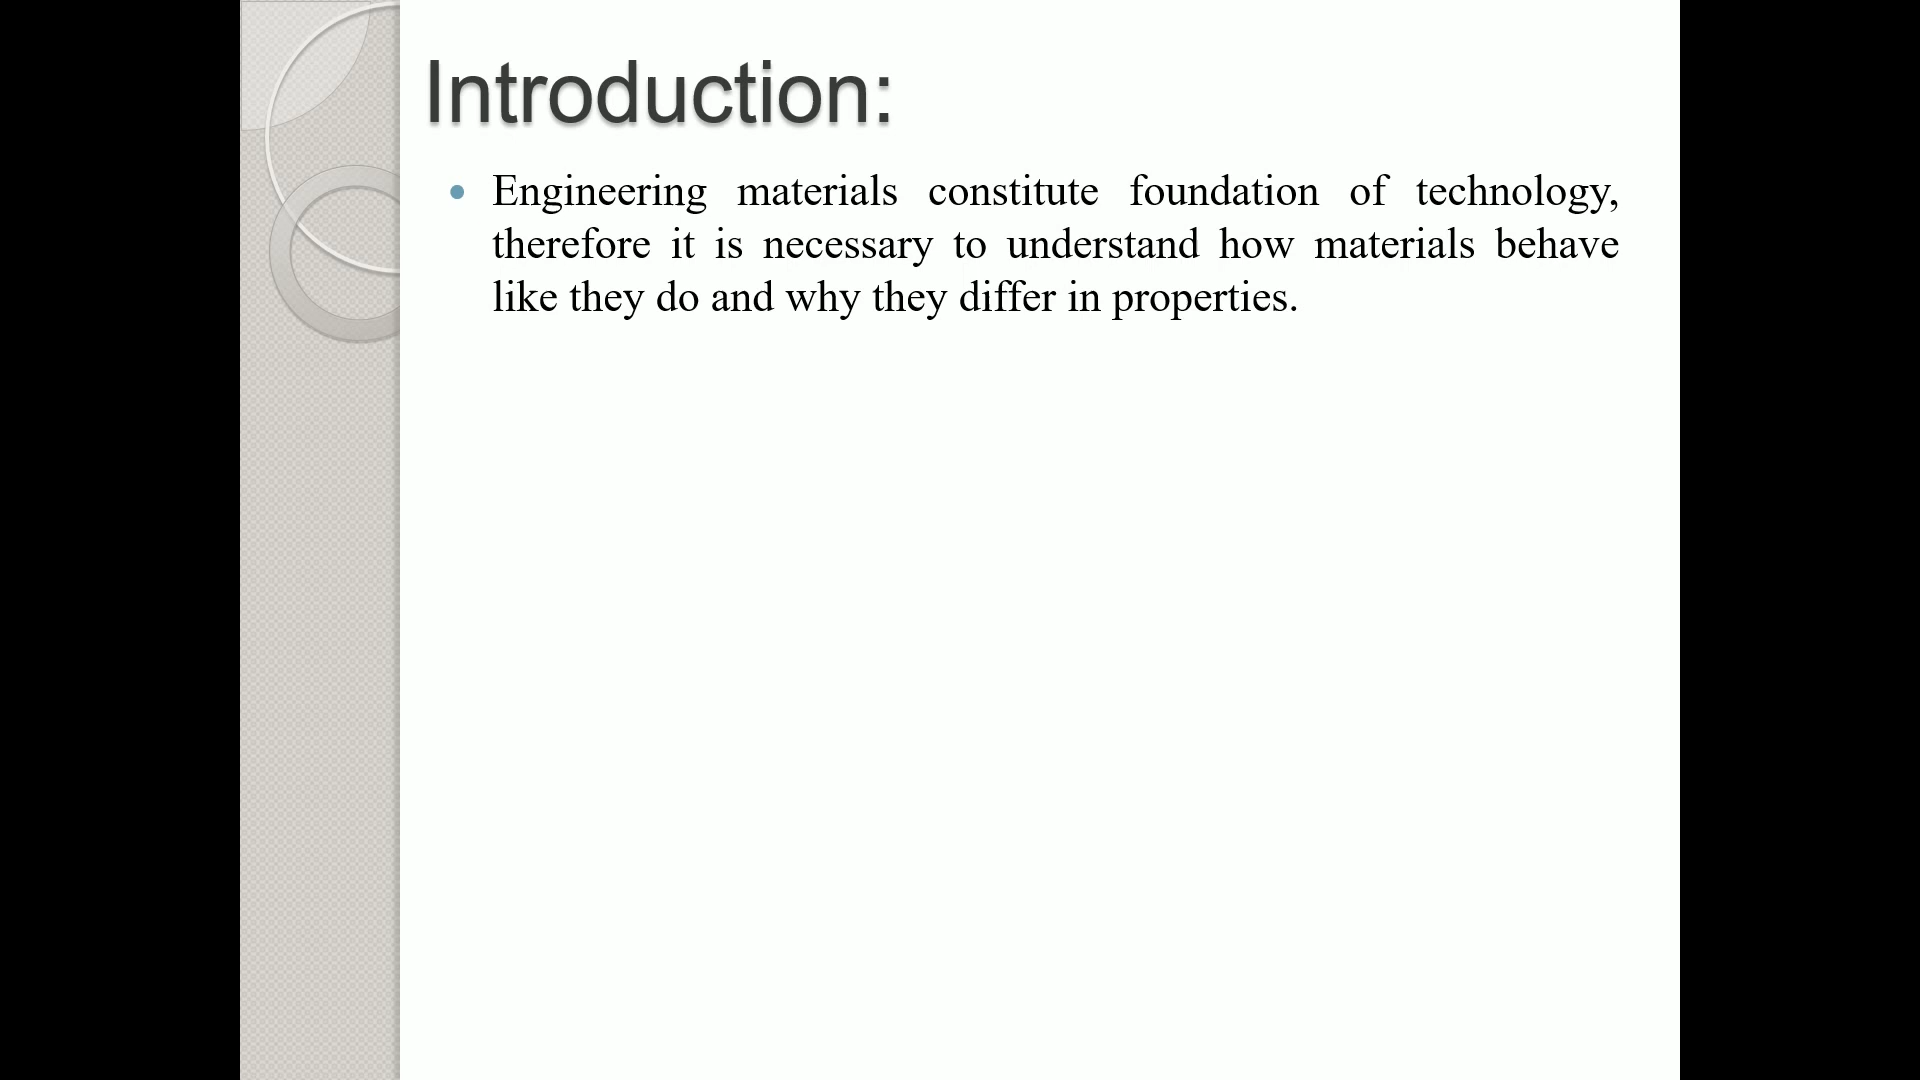 Introduction:
• Engineering materials constitute foundation of technology,
therefore it is necessary to understand how materials behave
like they do and why they differ in properties.